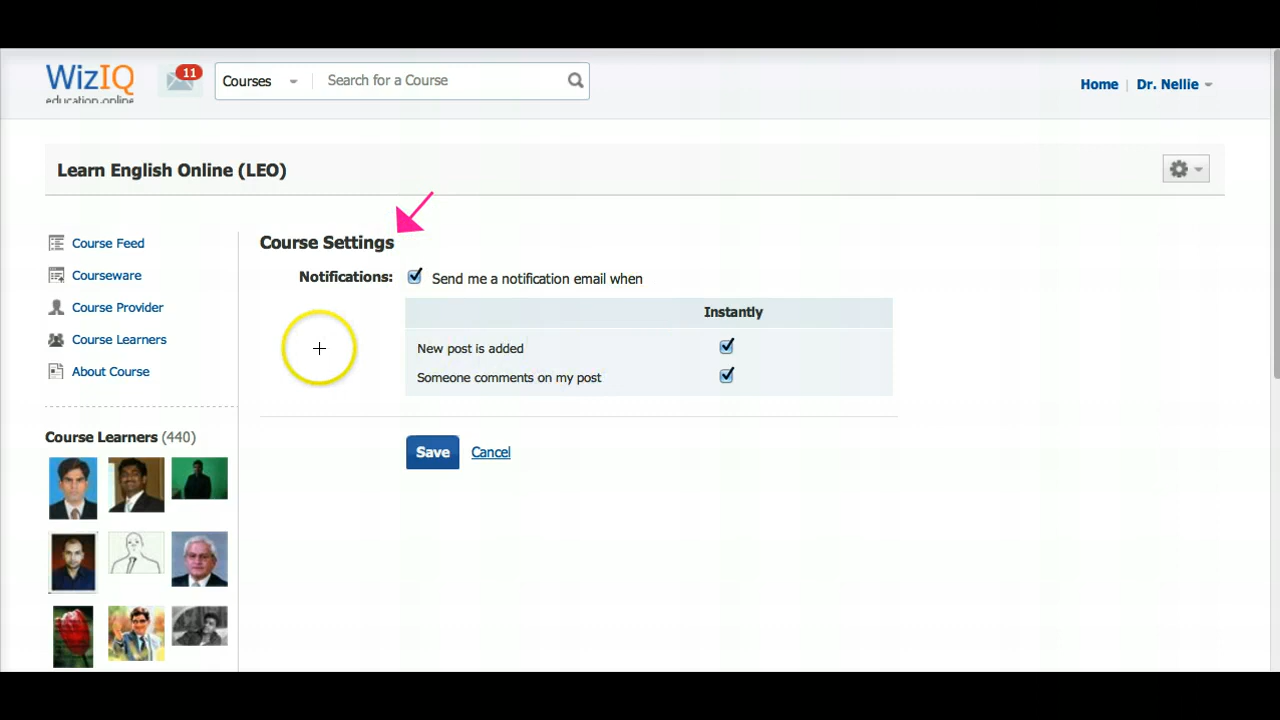 WizIQ
education.online
11
Courses
Search for a Course
Home | Dr. Nellie
Learn English Online (LEO)
Course Feed
Courseware
Course Provider
Course Learners
About Course
Course Learners (440)
Course Settings
Notifications: Send me a notification email when
Instantly
New post is added
Someone comments on my post
Save Cancel